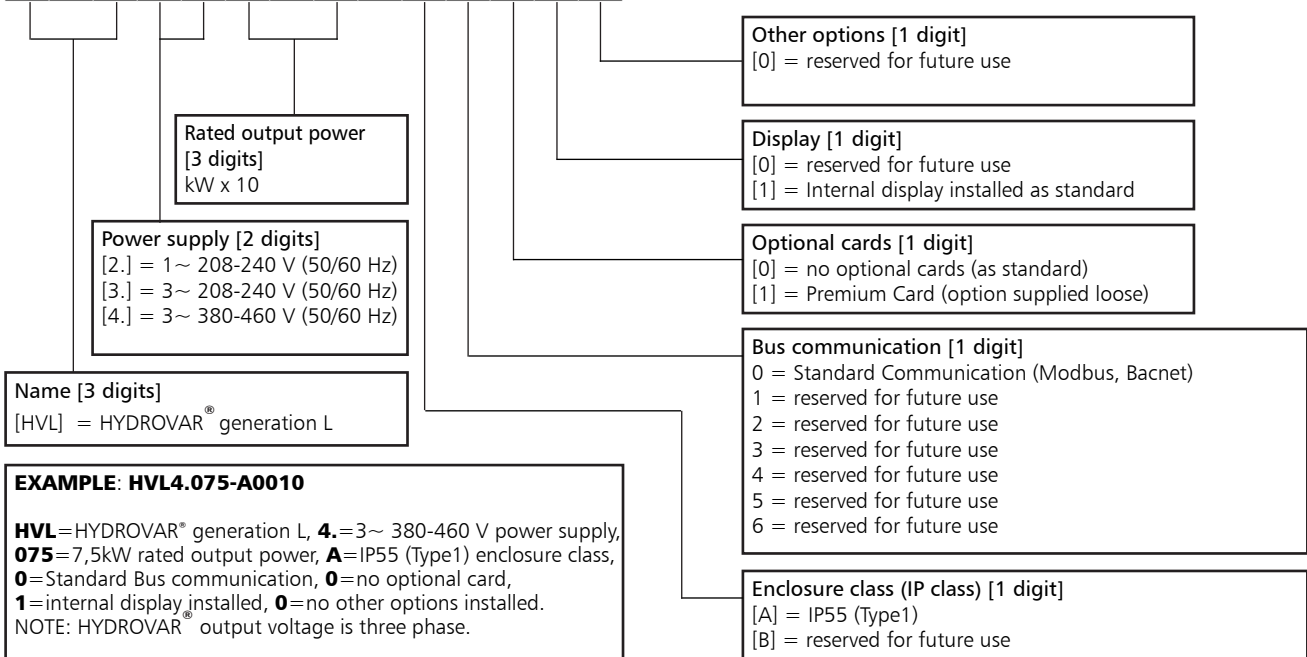 Other options [1 digit]
[0] = reserved for future use
Rated output power
[3 digits]
kW x 10
Display [1 digit]
[0] = reserved for future use
[1] = Internal display installed as standard
Power supply [2 digits]
[2.] = 1~ 208-240 V (50/60 Hz)
[3.] = 3~ 208-240 V (50/60 Hz)
[4.] = 3~ 380-460 V (50/60 Hz)
Optional cards [1 digit]
[0] = no optional cards (as standard)
[1] = Premium Card (option supplied loose)
Name [3 digits]
[HVL] = HYDROVAR® generation L
Bus communication [1 digit]
0 = Standard Communication (Modbus, Bacnet)
1 = reserved for future use
2 = reserved for future use
3 = reserved for future use
4 = reserved for future use
5 = reserved for future use
6 = reserved for future use
EXAMPLE: HVL4.075-A0010
HVL=HYDROVAR® generation L, 4.=3~ 380-460 V power supply,
075=7,5kW rated output power, A=IP55 (Type1) enclosure class,
0=Standard Bus communication, 0=no optional card,
1=internal display installed, 0=no other options installed.
NOTE: HYDROVAR® output voltage is three phase.
Enclosure class (IP class) [1 digit]
[A] = IP55 (Type1)
[B] = reserved for future use